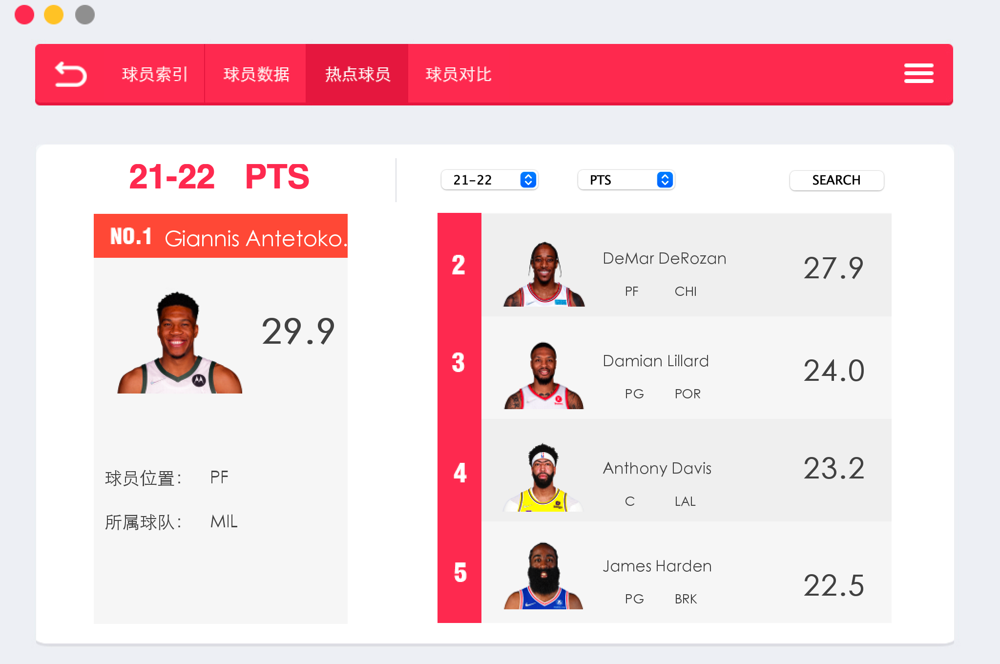 球员索引 球员数据 热点球员 球员对比
21-22 PTS
21-22 PTS SEARCH
NO.1 Giannis Antetoko.
29.9
球员位置: PF
所属球队: MIL
2 DeMar DeRozan 27.9
PF CHI
3 Damian Lillard 24.0
PG POR
4 Anthony Davis 23.2
C LAL
5 James Harden 22.5
PG BRK